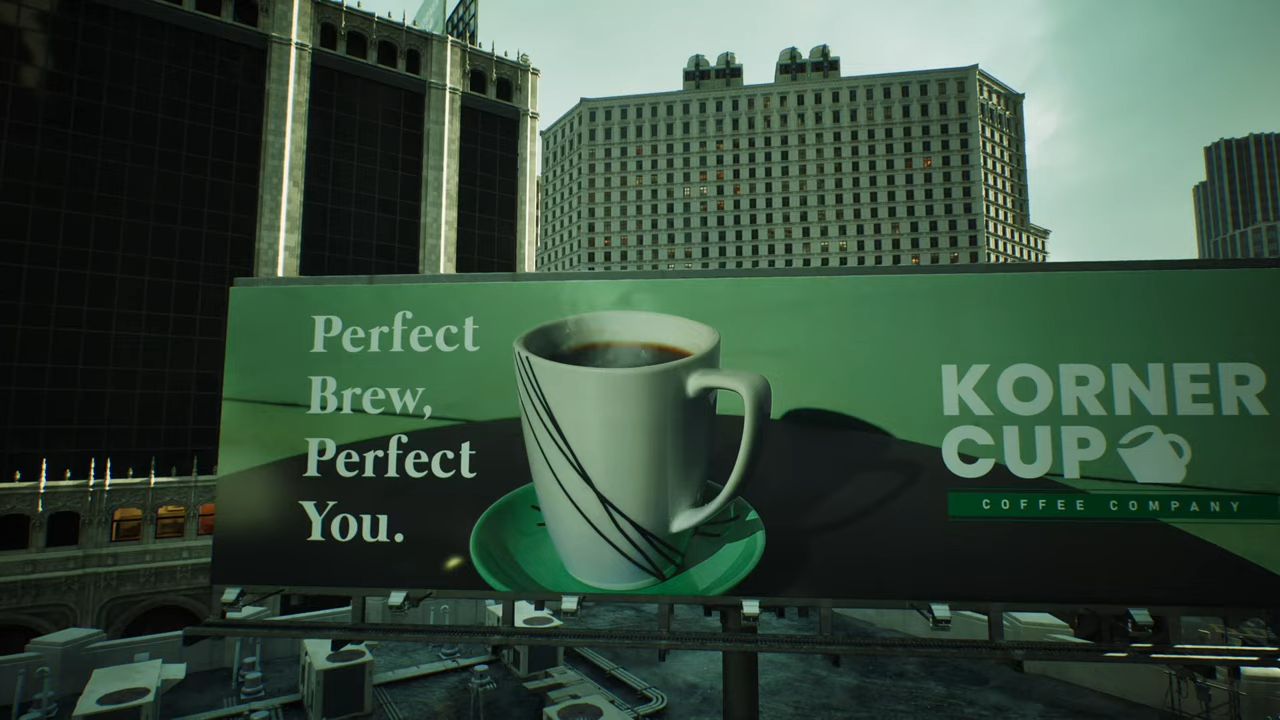 Perfect
Brew,
Perfect
You.
KORNER
CUP
COFFEE COMPANY